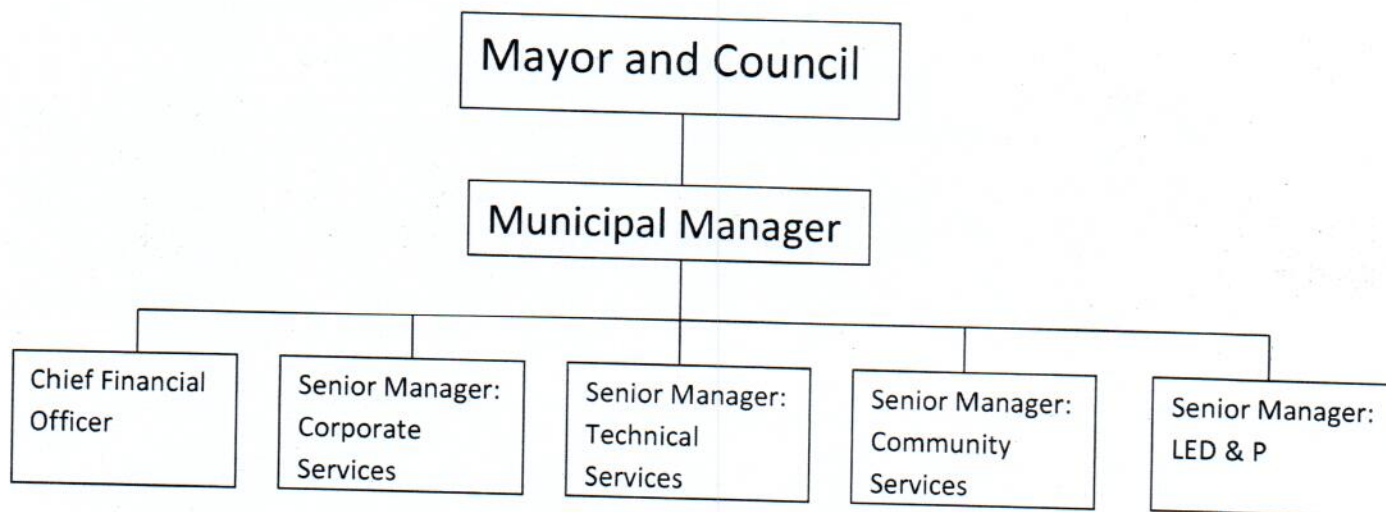 Mayor and Council
Municipal Manager
Chief Financial
Officer
Senior Manager:
Corporate
Services
Senior Manager:
Technical
Services
Senior Manager:
Community
Services
Senior Manager:
LED & P